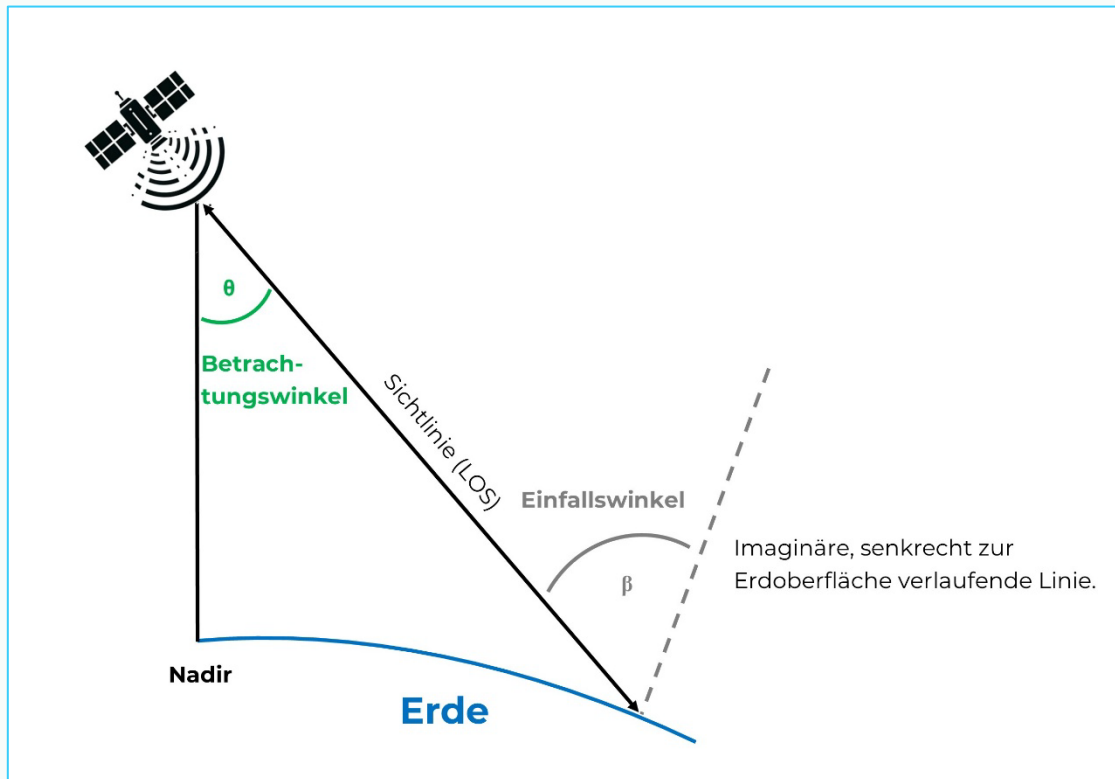 θ
Betrach-
tungswinkel
Sichtlinie (LOS)
Einfallswinkel
β
Imaginäre, senkrecht zur
Erdoberfläche verlaufende Linie.
Nadir
Erde